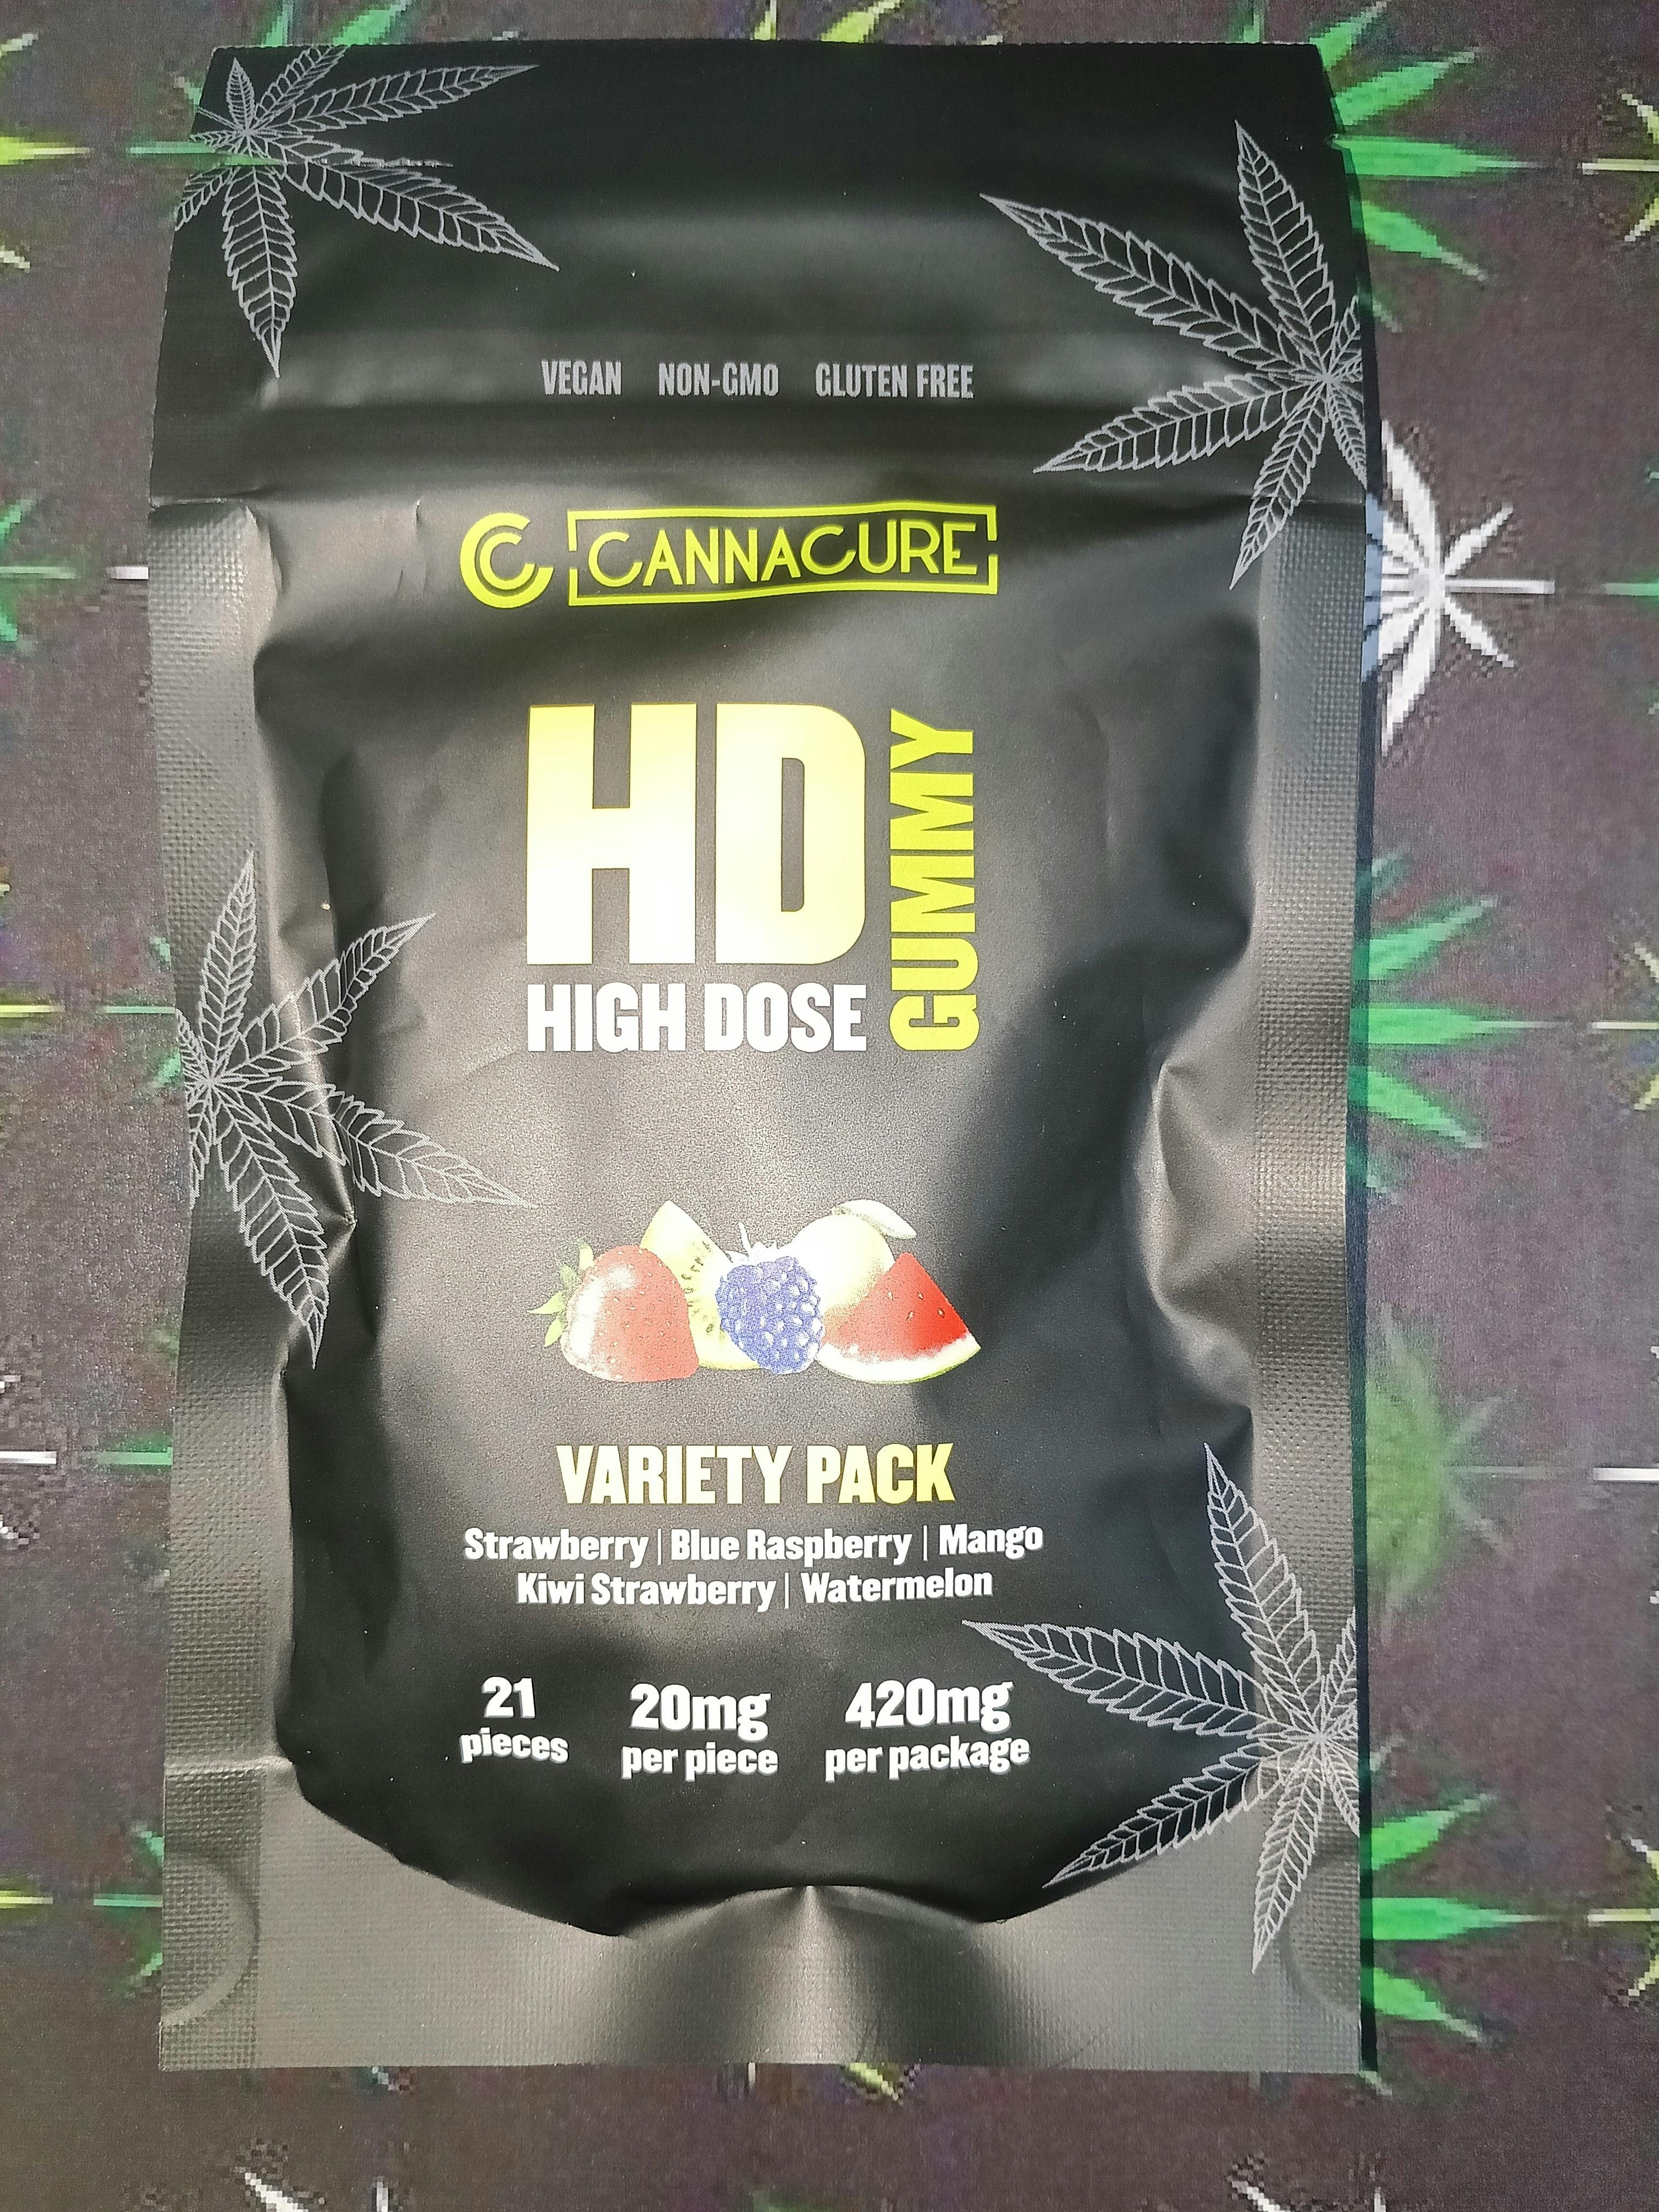 VEGAN NON-GMO GLUTEN FREE
CC CANNACURE
HD
GUMMY
HIGH DOSE
VARIETY PACK
Strawberry | Blue Raspberry | Mango
Kiwi Strawberry | Watermelon
21 20mg 420mg
pieces per piece per package